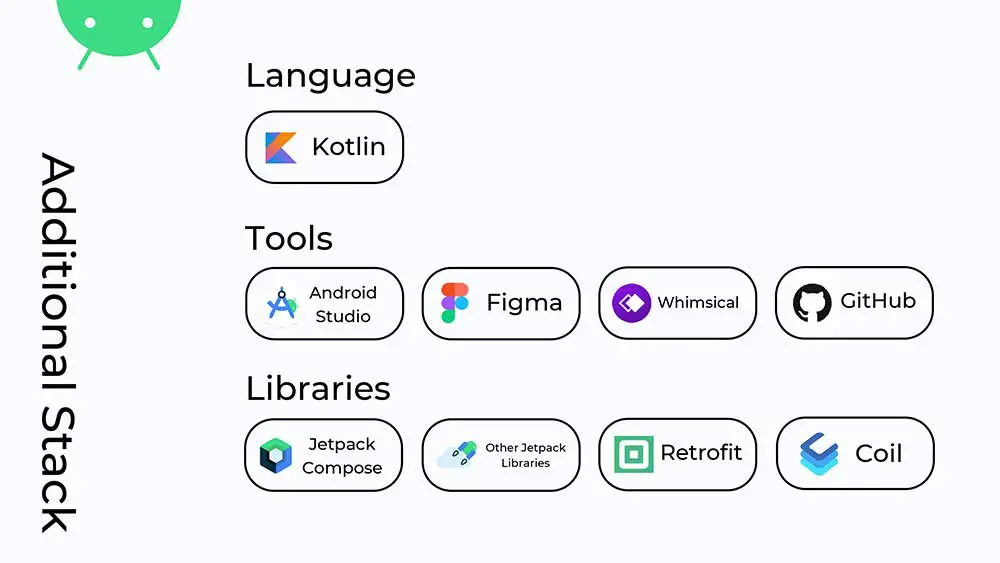 Additional Stack
Language
Kotlin
Tools
Android
Studio
Figma
Whimsical
GitHub
Libraries
Jetpack
Compose
Other Jetpack
Libraries
Retrofit
Coil